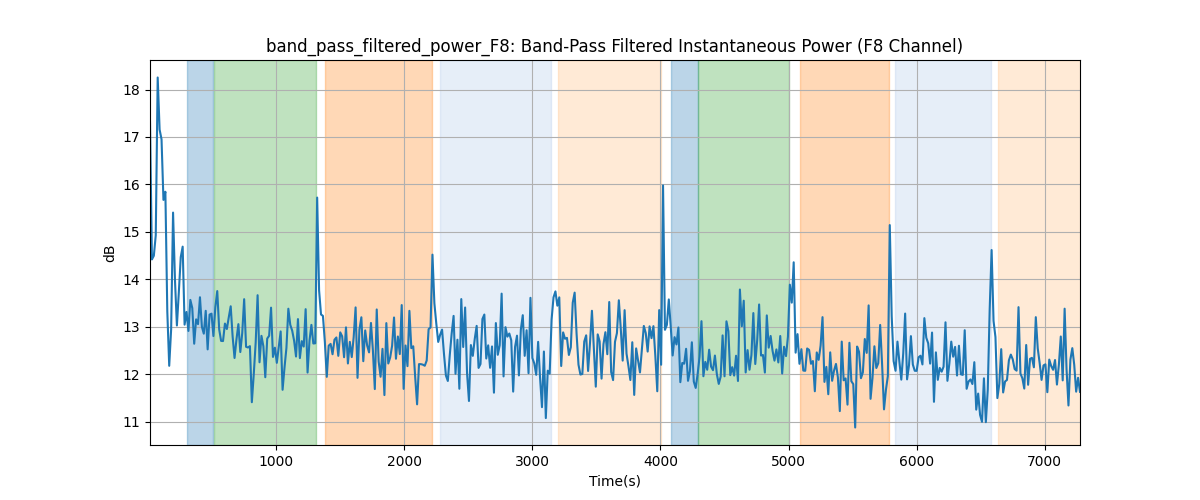 band_pass_filtered_power_F8: Band-Pass Filtered Instantaneous Power (F8 Channel)
18
17
16
15
14
13
12
11
dB
1000 2000 3000 4000 5000 6000 7000
Time(s)